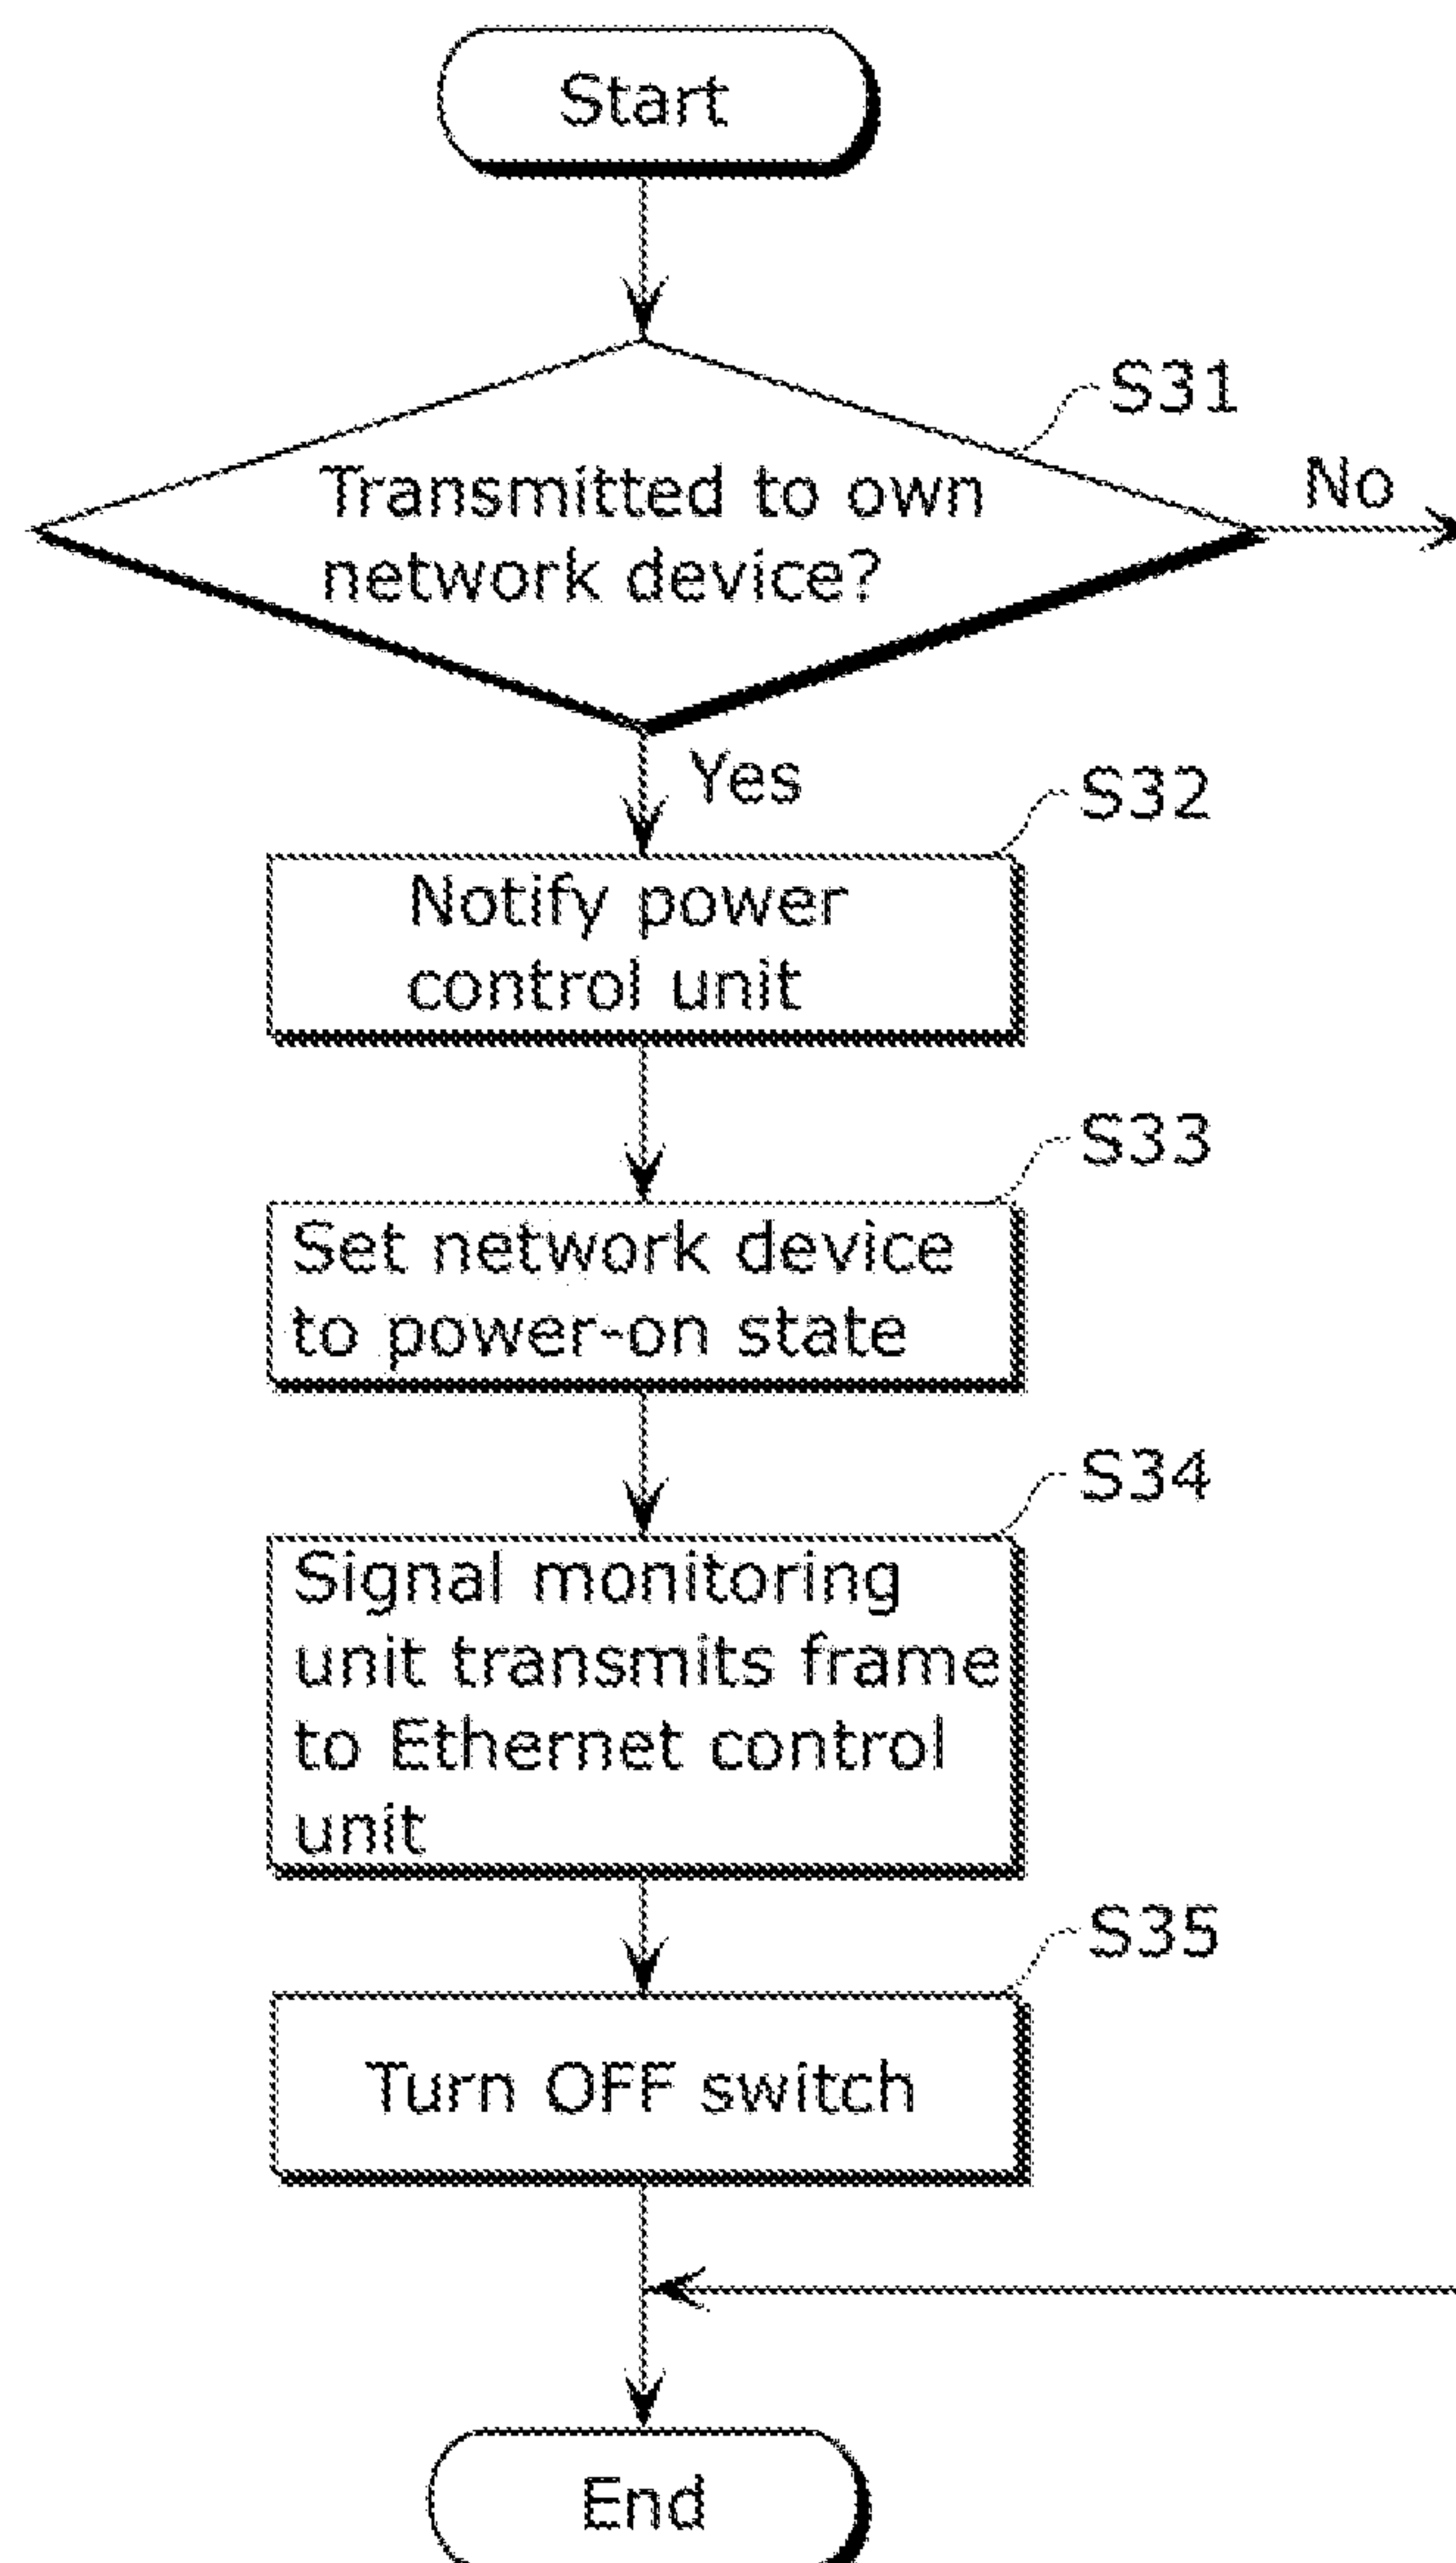 Start
S31
Transmitted to own
network device?
No
Yes
S32
Notify power
control unit
S33
Set network device
to power-on state
S34
Signal monitoring
unit transmits frame
to Ethernet control
unit
S35
Turn OFF switch
End